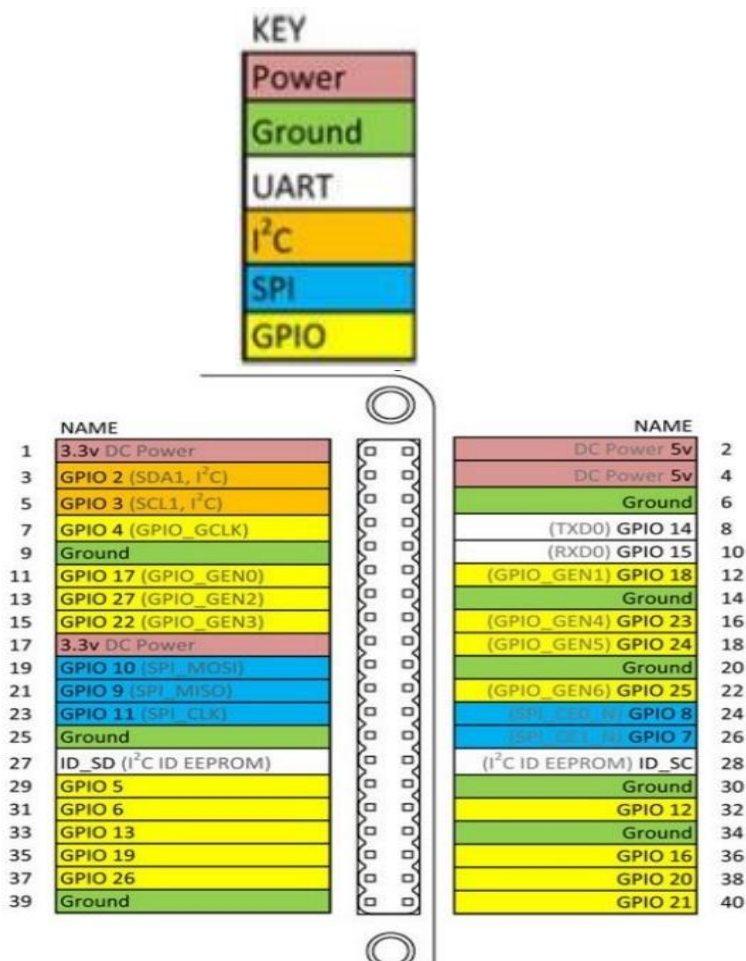 KEY
Power
Ground
UART
I²C
SPI
GPIO
NAME NAME
1 3.3v DC Power DC Power 5v 2
3 GPIO 2 (SDA1, I²C) DC Power 5v 4
5 GPIO 3 (SCL1, I²C) Ground 6
7 GPIO 4 (GPIO_GCLK) (TXD0) GPIO 14 8
9 Ground (RXD0) GPIO 15 10
11 GPIO 17 (GPIO_GEN0) (GPIO_GEN1) GPIO 18 12
13 GPIO 27 (GPIO_GEN2) Ground 14
15 GPIO 22 (GPIO_GEN3) (GPIO_GEN4) GPIO 23 16
17 3.3v DC Power (GPIO_GEN5) GPIO 24 18
19 GPIO 10 (SPI_MOSI) Ground 20
21 GPIO 9 (SPI_MISO) (GPIO_GEN6) GPIO 25 22
23 GPIO 11 (SPI_CLK) (SPI_CE0_N) GPIO 8 24
25 Ground (SPI_CE1_N) GPIO 7 26
27 ID_SD (I²C ID EEPROM) (I²C ID EEPROM) ID_SC 28
29 GPIO 5 Ground 30
31 GPIO 6 GPIO 12 32
33 GPIO 13 Ground 34
35 GPIO 19 GPIO 16 36
37 GPIO 26 GPIO 20 38
39 Ground GPIO 21 40